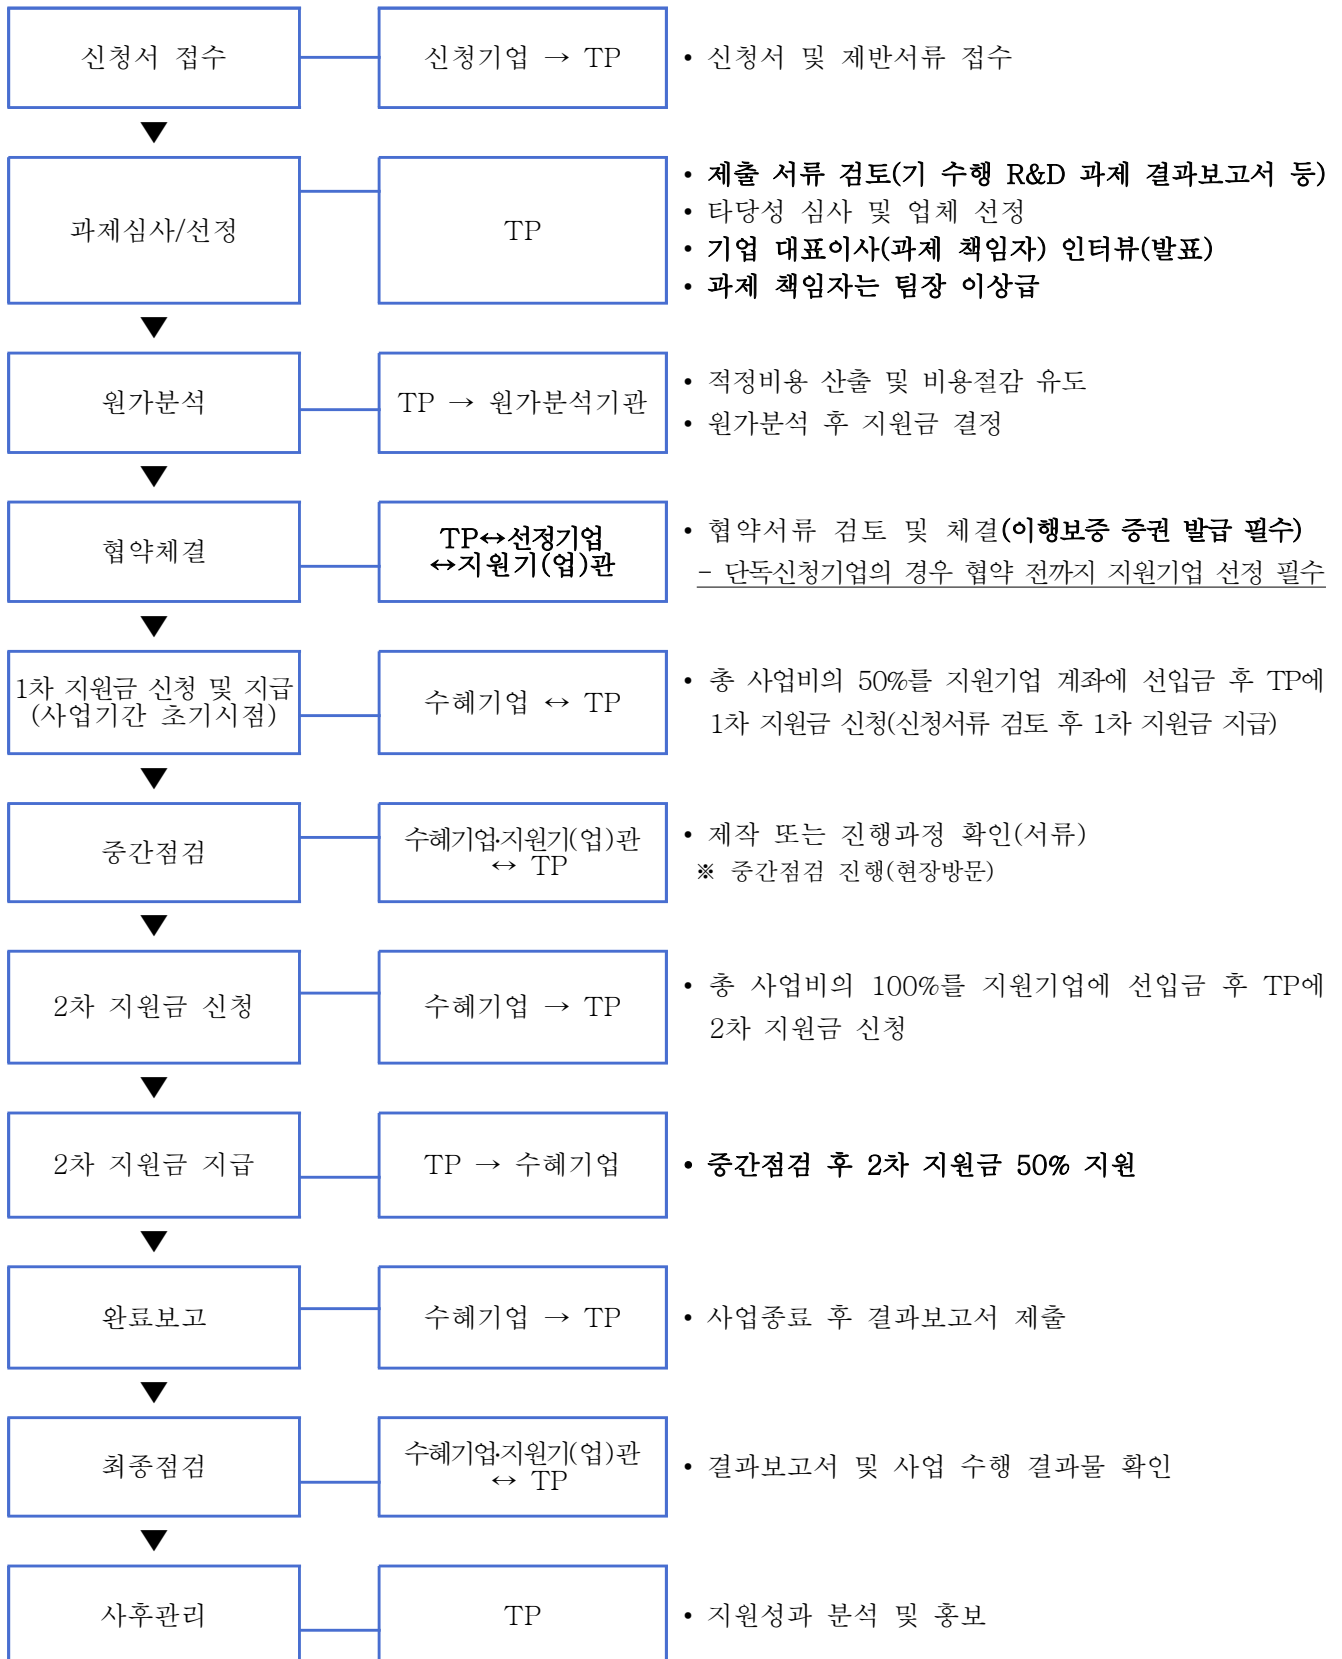 신청서 접수
신청기업 → TP
• 신청서 및 제반서류 접수
▼
과제심사/선정
TP
• 제출 서류 검토(기 수행 R&D 과제 결과보고서 등)
• 타당성 심사 및 업체 선정
• 기업 대표이사(과제 책임자) 인터뷰(발표)
• 과제 책임자는 팀장 이상급
▼
원가분석
TP → 원가분석기관
• 적정비용 산출 및 비용절감 유도
• 원가분석 후 지원금 결정
▼
협약체결
TP↔선정기업
↔지원기(업)관
• 협약서류 검토 및 체결(이행보증 증권 발급 필수)
- 단독신청기업의 경우 협약 전까지 지원기업 선정 필수
▼
1차 지원금 신청 및 지급
(사업기간 초기시점)
수혜기업 ↔ TP
• 총 사업비의 50%를 지원기업 계좌에 선입금 후 TP에
1차 지원금 신청(신청서류 검토 후 1차 지원금 지급)
▼
중간점검
수혜기업·지원기(업)관
↔ TP
• 제작 또는 진행과정 확인(서류)
※ 중간점검 진행(현장방문)
▼
2차 지원금 신청
수혜기업 → TP
• 총 사업비의 100%를 지원기업에 선입금 후 TP에
2차 지원금 신청
▼
2차 지원금 지급
TP → 수혜기업
• 중간점검 후 2차 지원금 50% 지원
▼
완료보고
수혜기업 → TP
• 사업종료 후 결과보고서 제출
▼
최종점검
수혜기업·지원기(업)관
↔ TP
• 결과보고서 및 사업 수행 결과물 확인
▼
사후관리
TP
• 지원성과 분석 및 홍보